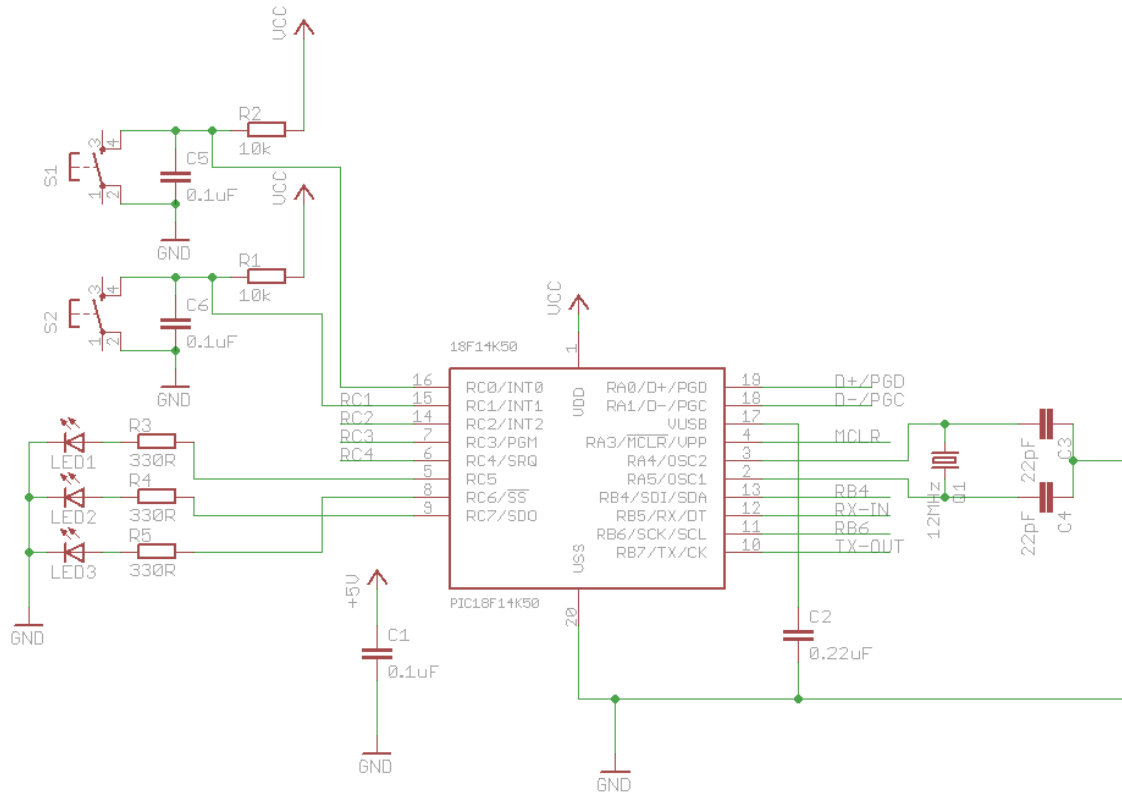 VCC
R2
10k
S1
3
4
1
2
C5
0.1uF
GND
VCC
R1
10k
S2
3
4
1
2
C6
0.1uF
GND
VCC
1
18F14K50
VDD
16 RC0/INT0
RC1 15 RC1/INT1
RC2 14 RC2/INT2
RC3 7 RC3/PGM
RC4 6 RC4/SRQ
5 RC5
8 RC6/SS
9 RC7/SDO
RA0/D+/PGD 19 D+/PGD
RA1/D-/PGC 18 D-/PGC
VUSB 17
RA3/MCLR/VPP 4 MCLR
RA4/OSC2 3
RA5/OSC1 2
RB4/SDI/SDA 13 RB4
RB5/RX/DT 12 RX-IN
RB6/SCK/SCL 11 RB6
RB7/TX/CK 10 TX-OUT
VSS
PIC18F14K50
20
R3
LED1 330R
R4
LED2 330R
R5
LED3 330R
GND
+5V
C1
0.1uF
GND
12MHz
Q1
22pF
C3
22pF
C4
C2
0.22uF
GND